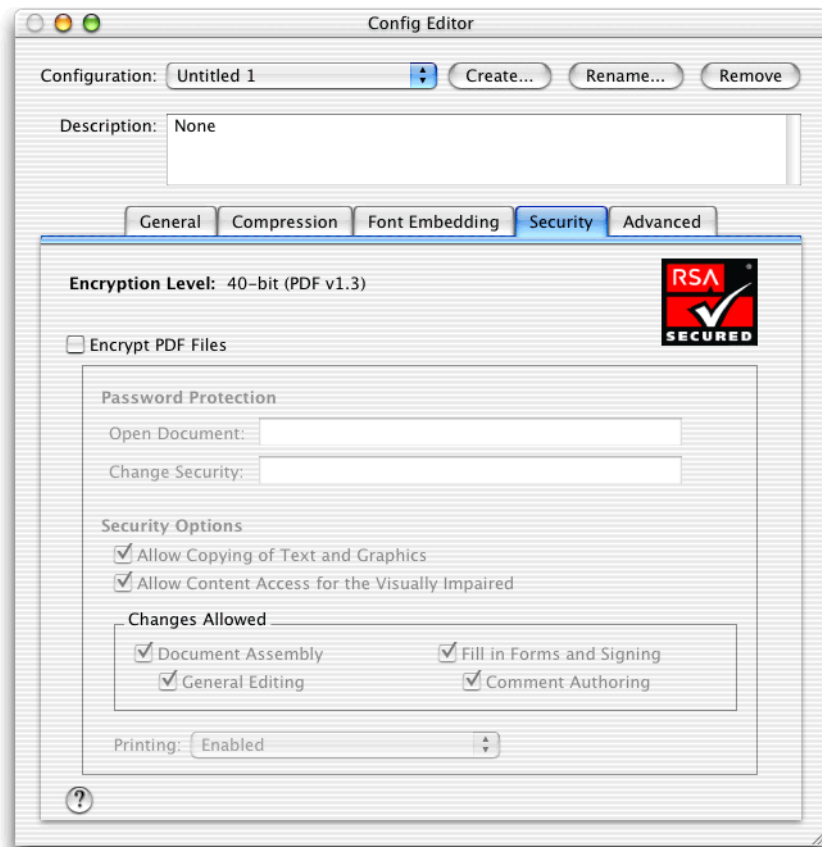 Config Editor
Configuration: Untitled 1 Create... Rename... Remove
Description: None
General Compression Font Embedding Security Advanced
Encryption Level: 40-bit (PDF v1.3)
RSA
SECURED
Encrypt PDF Files
Password Protection
Open Document:
Change Security:
Security Options
Allow Copying of Text and Graphics
Allow Content Access for the Visually Impaired
Changes Allowed
Document Assembly Fill in Forms and Signing
General Editing Comment Authoring
Printing: Enabled
?